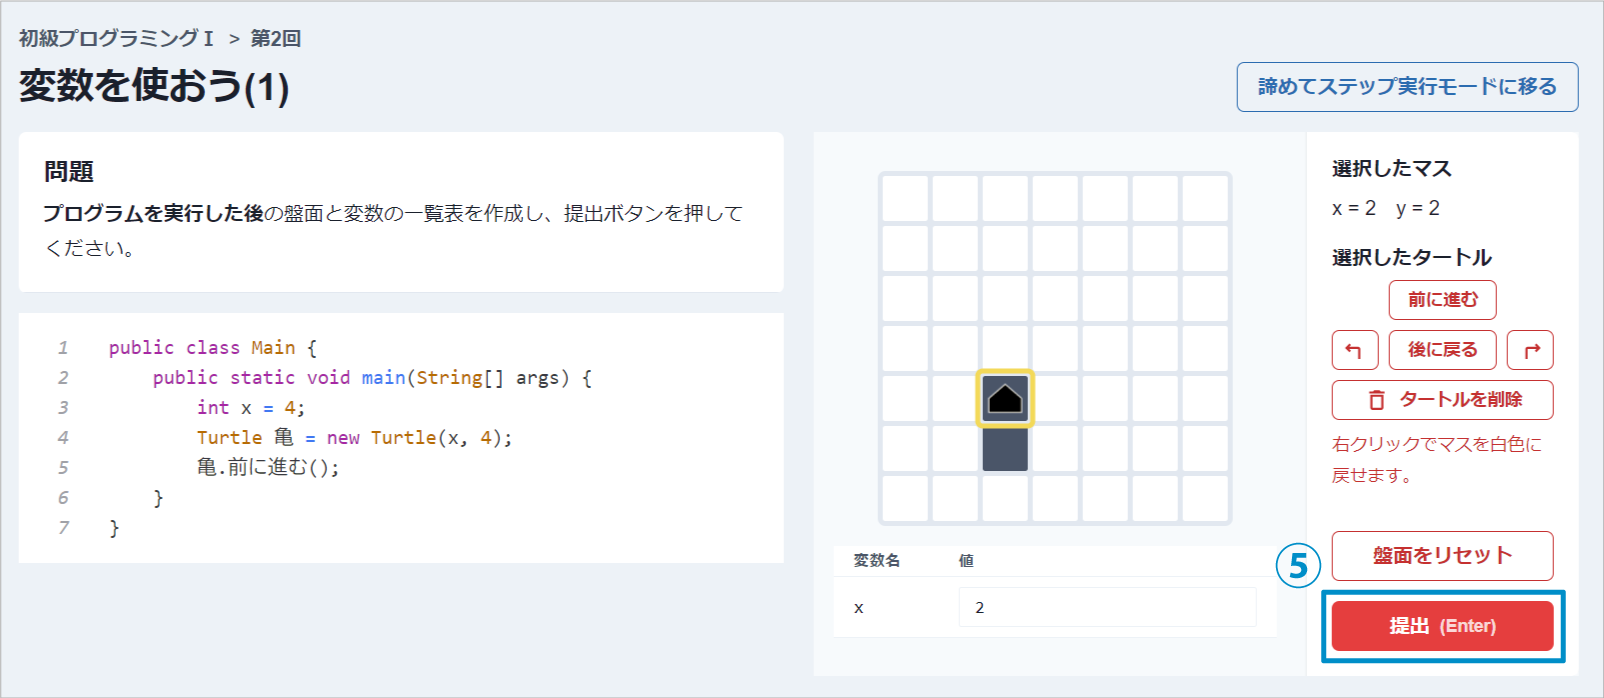 初級プログラミング I > 第2回
変数を使おう(1)
諦めてステップ実行モードに移る
問題
プログラムを実行した後の盤面と変数の一覧表を作成し、提出ボタンを押して
ください。
1 public class Main {
2 public static void main(String[] args) {
3 int x = 4;
4 Turtle 亀 = new Turtle(x, 4);
5 亀.前に進む();
6 }
7 }
変数名 値
x 2
選択したマス
x = 2 y = 2
選択したタートル
前に進む
↰ 後に戻る ↱
タートルを削除
右クリックでマスを白色に
戻せます。
盤面をリセット
⑤
提出 (Enter)